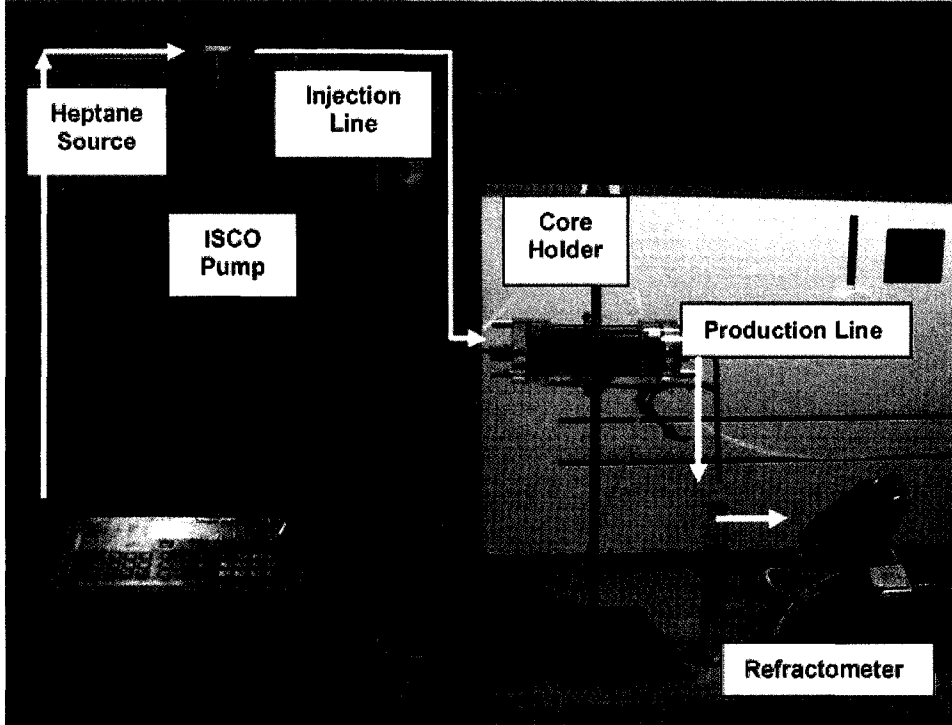 Heptane
Source
Injection
Line
ISCO
Pump
Core
Holder
Production Line
Refractometer